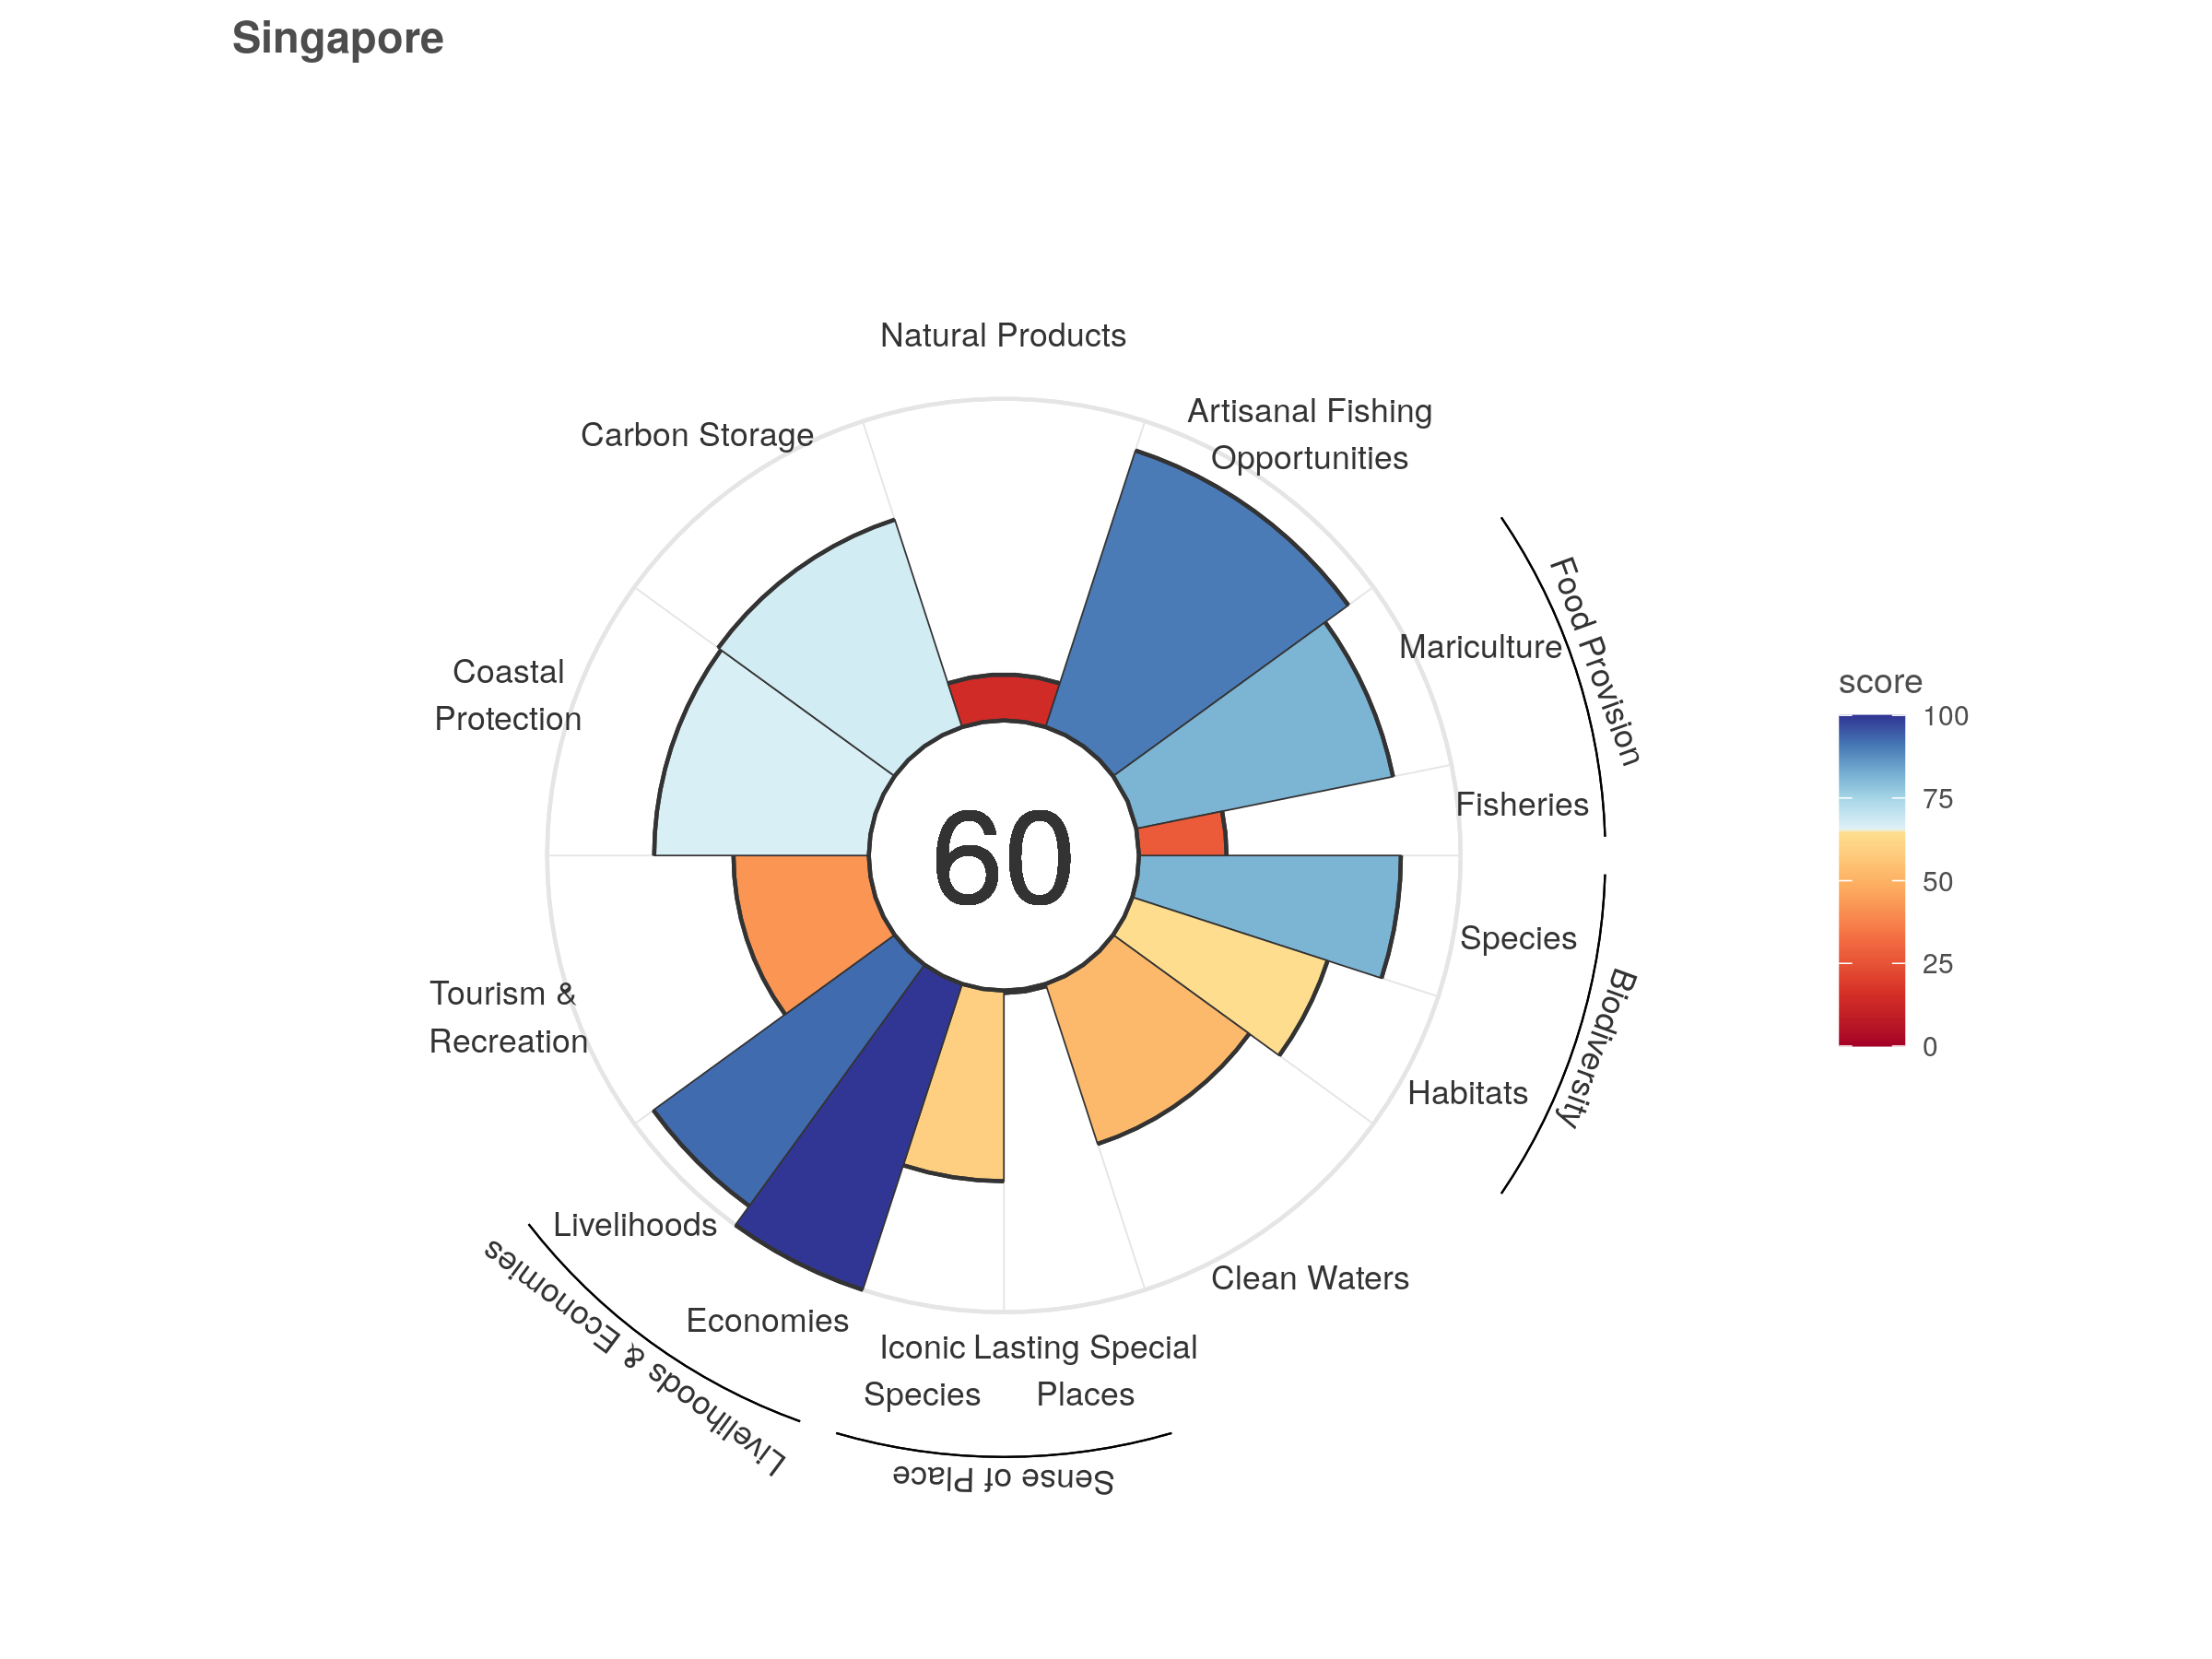 Singapore
Natural Products
Artisanal Fishing
Opportunities
Carbon Storage
Mariculture
Food Provision
Fisheries
Coastal
Protection
Species
Biodiversity
Habitats
Tourism &
Recreation
Clean Waters
Livelihoods
Economies
Livelihoods & Economies
Iconic
Species
Lasting Special
Places
Sense of Place
60
score
100
75
50
25
0